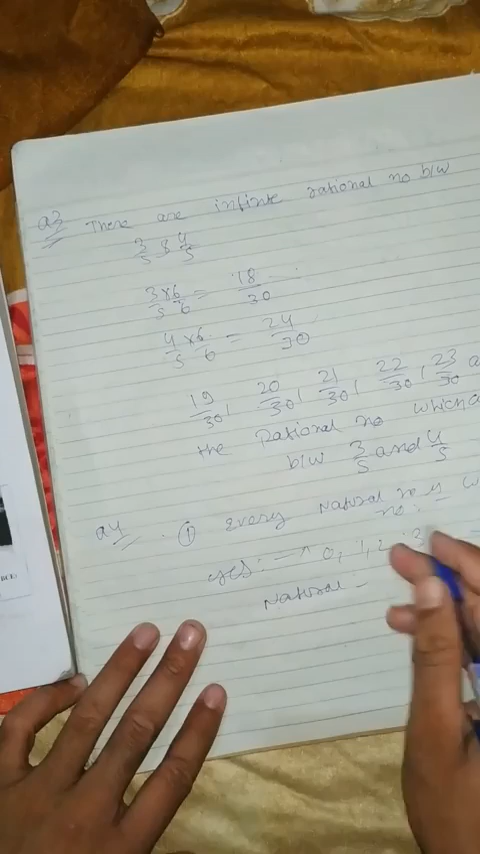 Q3 There are infinite rational no b/w
3/5 & 4/5
3/5 × 6/6 = 18/30
4/5 × 6/6 = 24/30
19/30, 20/30, 21/30, 22/30, 23/30 a
the Rational no which a
b/w 3/5 and 4/5
Q4 ① Every Natural no is W
no.
yes. 0, 1, 2, 3
Natural -